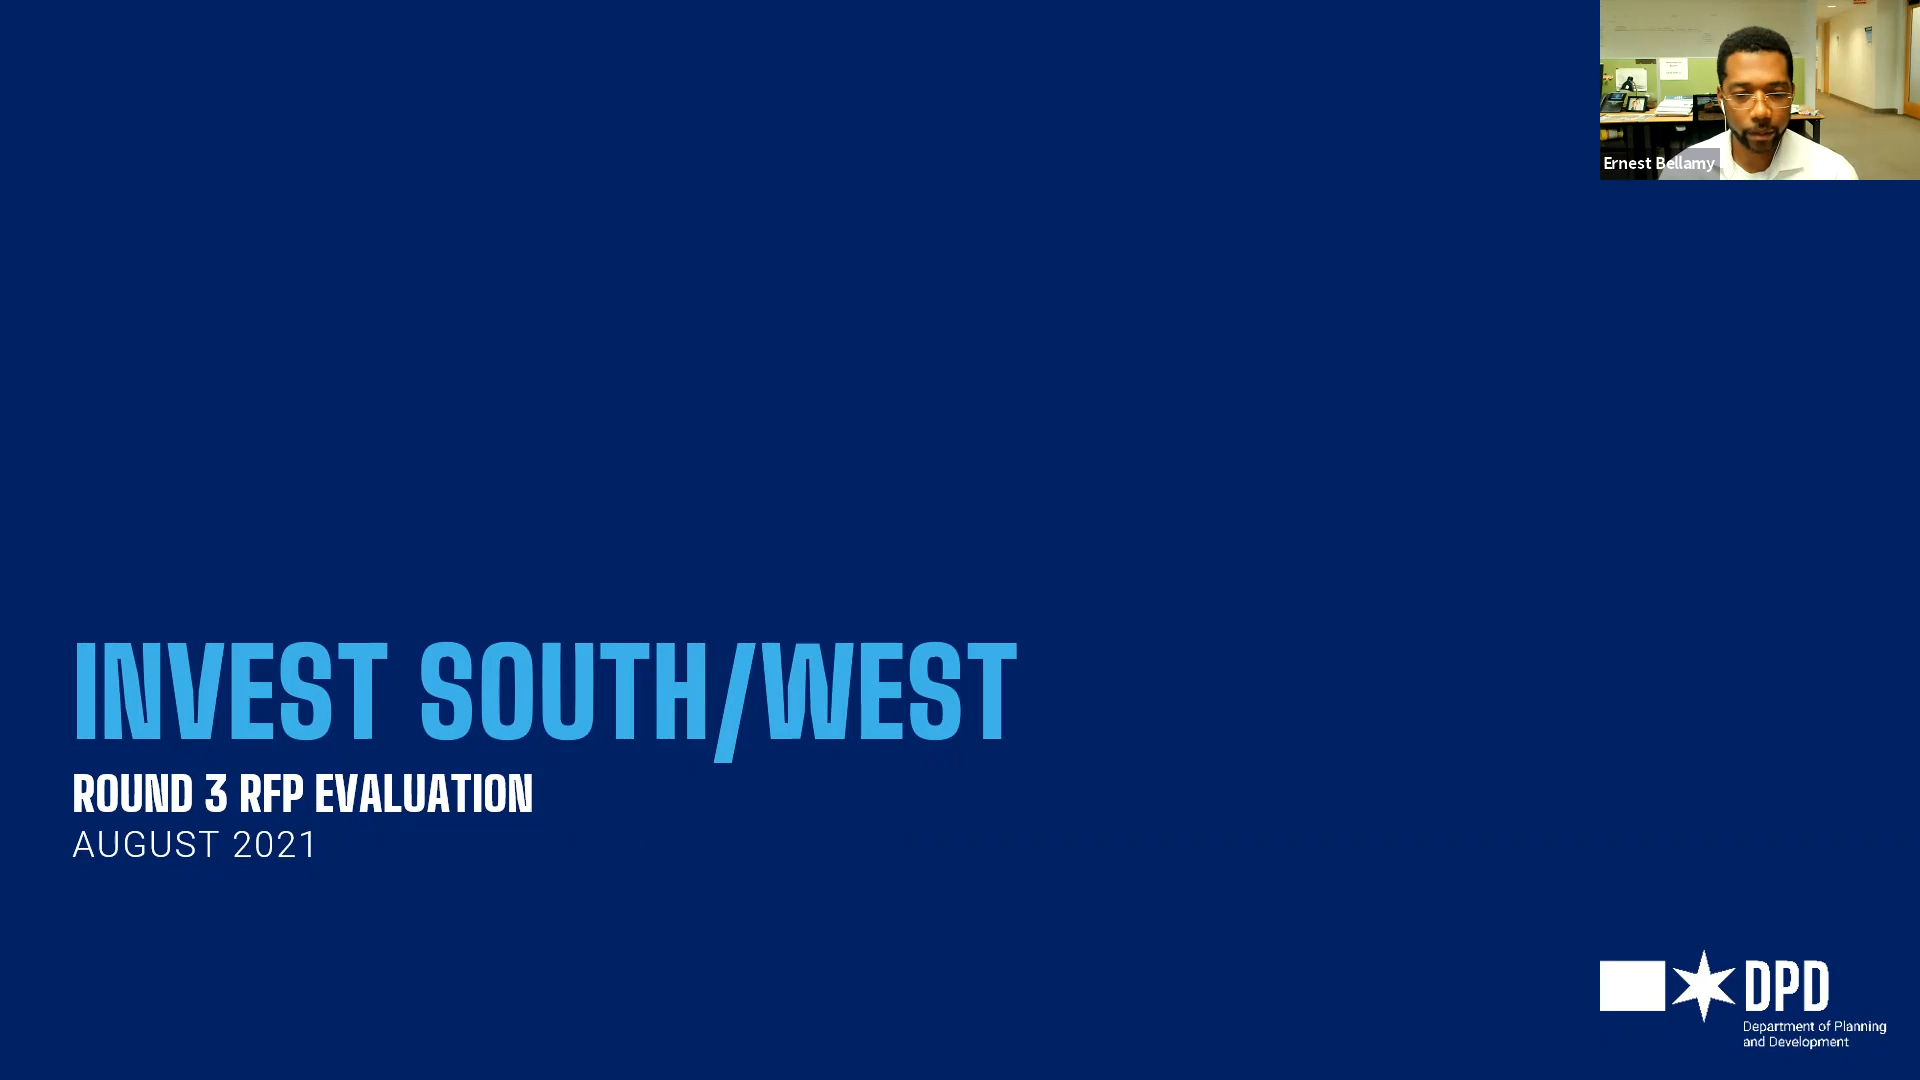 Ernest Bellamy
INVEST SOUTH/WEST
ROUND 3 RFP EVALUATION
AUGUST 2021
DPD
Department of Planning
and Development